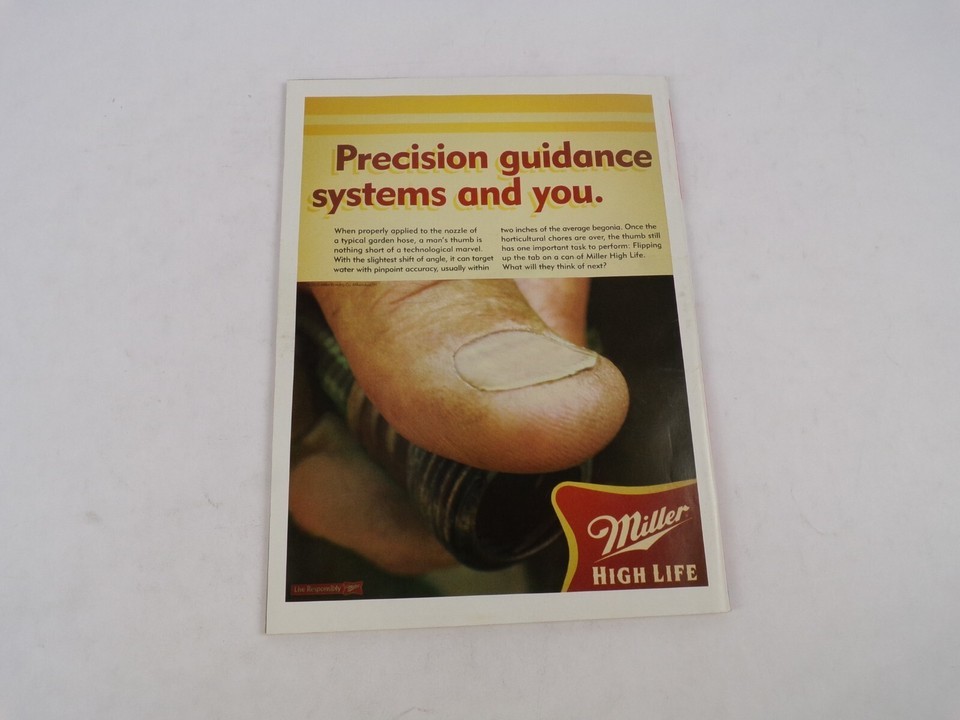 Precision guidance
systems and you.
When properly applied to the nozzle of
a typical garden hose, a man's thumb is
nothing short of a technological marvel.
With the slightest shift of angle, it can target
water with pinpoint accuracy, usually within
two inches of the average begonia. Once the
horticultural chores are over, the thumb still
has one important task to perform: Flipping
up the tab on a can of Miller High Life.
What will they think of next?
Miller
HIGH LIFE
Live Responsibly